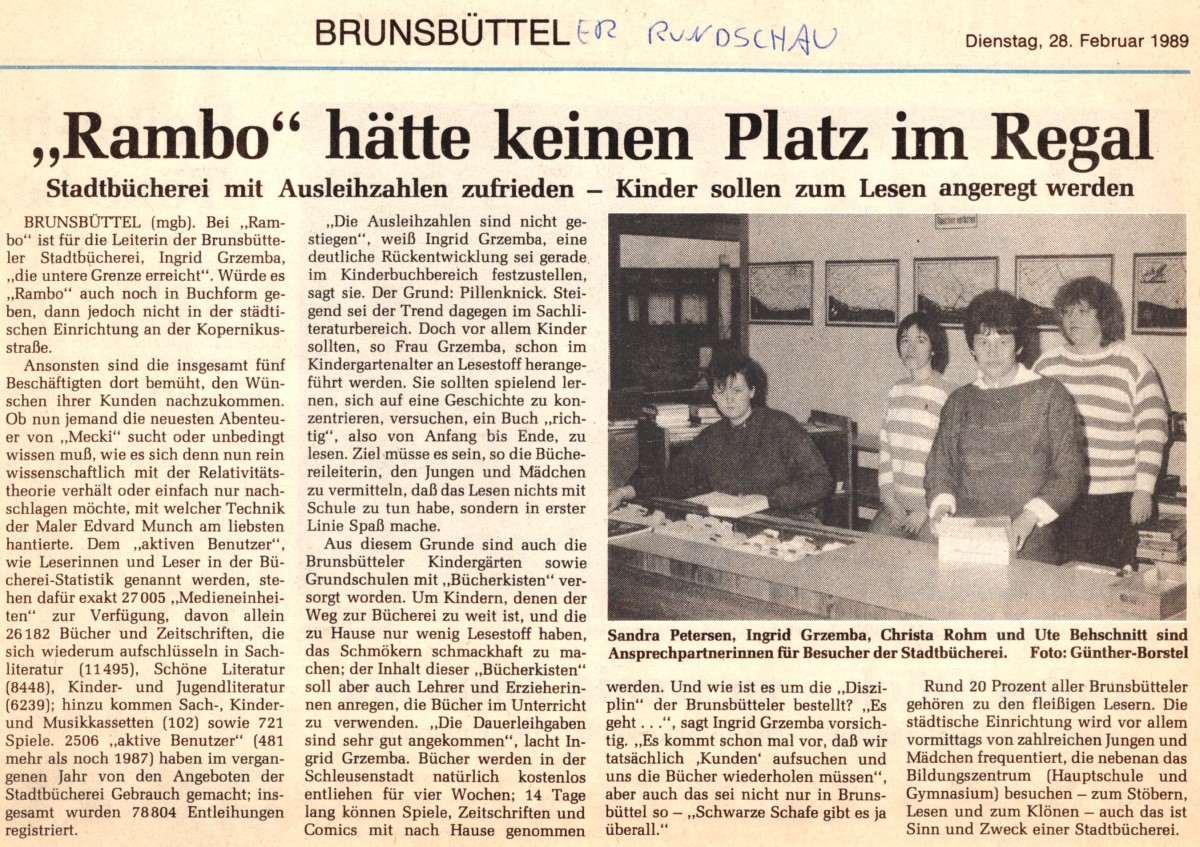 BRUNSBÜTTELER RUNDSCHAU
Dienstag, 28. Februar 1989
„Rambo“ hätte keinen Platz im Regal
Stadtbücherei mit Ausleihzahlen zufrieden – Kinder sollen zum Lesen angeregt werden
BRUNSBÜTTEL (mgb). Bei „Ram-
bo“ ist für die Leiterin der Brunsbütte-
ler Stadtbücherei, Ingrid Grzemba,
„die untere Grenze erreicht“. Würde es
„Rambo“ auch noch in Buchform ge-
ben, dann jedoch nicht in der städti-
schen Einrichtung an der Kopernikus-
straße.
Ansonsten sind die insgesamt fünf
Beschäftigten dort bemüht, den Wün-
schen ihrer Kunden nachzukommen.
Ob nun jemand die neuesten Abenteu-
er von „Mecki“ sucht oder unbedingt
wissen muß, wie es sich denn nun rein
wissenschaftlich mit der Relativitäts-
theorie verhält oder einfach nur nach-
schlagen möchte, mit welcher Technik
der Maler Edvard Munch am liebsten
hantierte. Dem „aktiven Benutzer“,
wie Leserinnen und Leser in der Bü-
cherei-Statistik genannt werden, ste-
hen dafür exakt 27 005 „Medieneinhei-
ten“ zur Verfügung, davon allein
26 182 Bücher und Zeitschriften, die
sich wiederum aufschlüsseln in Sach-
literatur (11 495), Schöne Literatur
(8448), Kinder- und Jugendliteratur
(6239); hinzu kommen Sach-, Kinder-
und Musikkassetten (102) sowie 721
Spiele. 2506 „aktive Benutzer“ (481
mehr als noch 1987) haben im vergan-
genen Jahr von den Angeboten der
Stadtbücherei Gebrauch gemacht; ins-
gesamt wurden 78 804 Entleihungen
registriert.
„Die Ausleihzahlen sind nicht ge-
stiegen“, weiß Ingrid Grzemba, eine
deutliche Rückentwicklung sei gerade
im Kinderbuchbereich festzustellen,
sagt sie. Der Grund: Pillenknick. Stei-
gend sei der Trend dagegen im Sachli-
teraturbereich. Doch vor allem Kinder
sollten, so Frau Grzemba, schon im
Kindergartenalter an Lesestoff herange-
führt werden. Sie sollten spielend ler-
nen, sich auf eine Geschichte zu kon-
zentrieren, versuchen, ein Buch „rich-
tig“, also von Anfang bis Ende, zu
lesen. Ziel müsse es sein, so die Büche-
reileiterin, den Jungen und Mädchen
zu vermitteln, daß das Lesen nichts mit
Schule zu tun habe, sondern in erster
Linie Spaß mache.
Aus diesem Grunde sind auch die
Brunsbütteler Kindergärten sowie
Grundschulen mit „Bücherkisten“ ver-
sorgt worden. Um Kindern, denen der
Weg zur Bücherei zu weit ist, und die
zu Hause nur wenig Lesestoff haben,
das Schmökern schmackhaft zu ma-
chen; der Inhalt dieser „Bücherkisten“
soll aber auch Lehrer und Erzieherin-
nen anregen, die Bücher im Unterricht
zu verwenden. „Die Dauerleihgaben
sind sehr gut angekommen“, lacht In-
grid Grzemba. Bücher werden in der
Schleusenstadt natürlich kostenlos
entliehen für vier Wochen; 14 Tage
lang können Spiele, Zeitschriften und
Comics mit nach Hause genommen
Sandra Petersen, Ingrid Grzemba, Christa Rohm und Ute Behschnitt sind
Ansprechpartnerinnen für Besucher der Stadtbücherei. Foto: Günther-Borstel
werden. Und wie ist es um die „Diszi-
plin“ der Brunsbütteler bestellt? „Es
geht . . .“, sagt Ingrid Grzemba vorsich-
tig. „Es kommt schon mal vor, daß wir
tatsächlich ‚Kunden‘ aufsuchen und
uns die Bücher wiederholen müssen“,
aber auch das sei nicht nur in Bruns-
büttel so – „Schwarze Schafe gibt es ja
überall.“
Rund 20 Prozent aller Brunsbütteler
gehören zu den fleißigen Lesern. Die
städtische Einrichtung wird vor allem
vormittags von zahlreichen Jungen und
Mädchen frequentiert, die nebenan das
Bildungszentrum (Hauptschule und
Gymnasium) besuchen – zum Stöbern,
Lesen und zum Klönen – auch das ist
Sinn und Zweck einer Stadtbücherei.